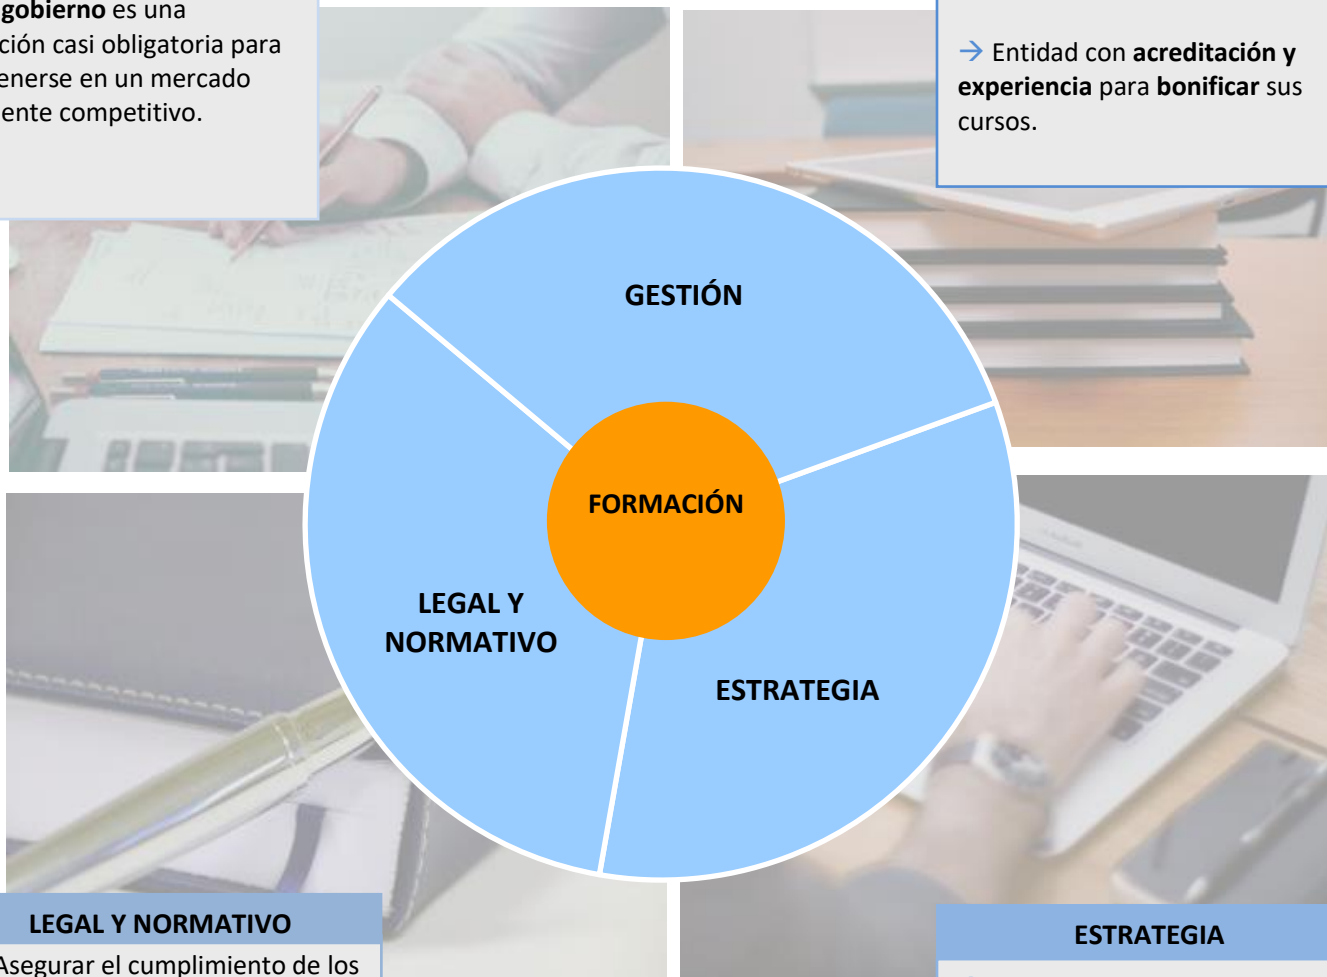 gobierno es una
ción casi obligatoria para
enerse en un mercado
ente competitivo.
→ Entidad con acreditación y
experiencia para bonificar sus
cursos.
GESTIÓN
FORMACIÓN
LEGAL Y
NORMATIVO
ESTRATEGIA
LEGAL Y NORMATIVO
Asegurar el cumplimiento de los
ESTRATEGIA